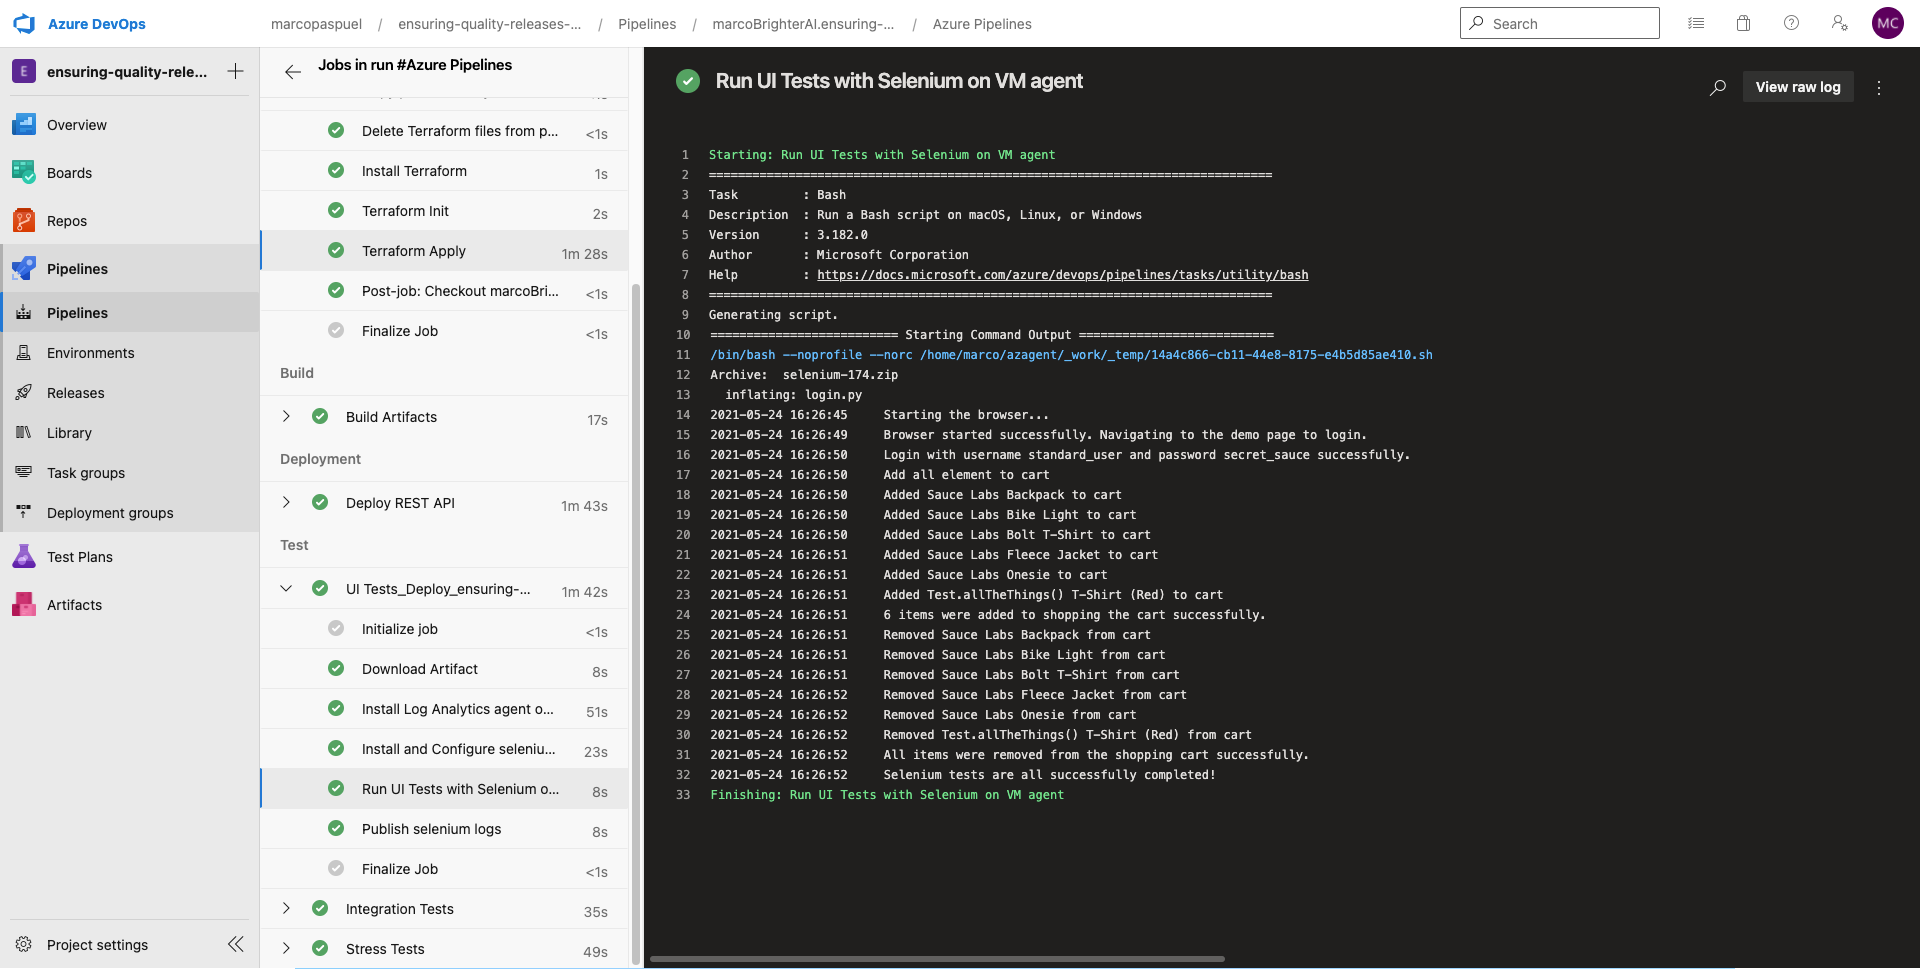 Azure DevOps
marcopaspuel / ensuring-quality-releases-... / Pipelines / marcoBrighterAI.ensuring-... / Azure Pipelines
Search
MC
E ensuring-quality-rele...
Overview
Boards
Repos
Pipelines
Pipelines
Environments
Releases
Library
Task groups
Deployment groups
Test Plans
Artifacts
Project settings
Jobs in run #Azure Pipelines
Delete Terraform files from p... <1s
Install Terraform 1s
Terraform Init 2s
Terraform Apply 1m 28s
Post-job: Checkout marcoBri... <1s
Finalize Job <1s
Build
Build Artifacts 17s
Deployment
Deploy REST API 1m 43s
Test
UI Tests_Deploy_ensuring-... 1m 42s
Initialize job <1s
Download Artifact 8s
Install Log Analytics agent o... 51s
Install and Configure seleniu... 23s
Run UI Tests with Selenium o... 8s
Publish selenium logs 8s
Finalize Job <1s
Integration Tests 35s
Stress Tests 49s
Run UI Tests with Selenium on VM agent
View raw log
1 Starting: Run UI Tests with Selenium on VM agent
2 ==============================================================================
3 Task : Bash
4 Description : Run a Bash script on macOS, Linux, or Windows
5 Version : 3.182.0
6 Author : Microsoft Corporation
7 Help : https://docs.microsoft.com/azure/devops/pipelines/tasks/utility/bash
8 ==============================================================================
9 Generating script.
10 ========================== Starting Command Output ===========================
11 /bin/bash --noprofile --norc /home/marco/azagent/_work/_temp/14a4c866-cb11-44e8-8175-e4b5d85ae410.sh
12 Archive: selenium-174.zip
13 inflating: login.py
14 2021-05-24 16:26:45 Starting the browser...
15 2021-05-24 16:26:49 Browser started successfully. Navigating to the demo page to login.
16 2021-05-24 16:26:50 Login with username standard_user and password secret_sauce successfully.
17 2021-05-24 16:26:50 Add all element to cart
18 2021-05-24 16:26:50 Added Sauce Labs Backpack to cart
19 2021-05-24 16:26:50 Added Sauce Labs Bike Light to cart
20 2021-05-24 16:26:50 Added Sauce Labs Bolt T-Shirt to cart
21 2021-05-24 16:26:51 Added Sauce Labs Fleece Jacket to cart
22 2021-05-24 16:26:51 Added Sauce Labs Onesie to cart
23 2021-05-24 16:26:51 Added Test.allTheThings() T-Shirt (Red) to cart
24 2021-05-24 16:26:51 6 items were added to shopping the cart successfully.
25 2021-05-24 16:26:51 Removed Sauce Labs Backpack from cart
26 2021-05-24 16:26:51 Removed Sauce Labs Bike Light from cart
27 2021-05-24 16:26:51 Removed Sauce Labs Bolt T-Shirt from cart
28 2021-05-24 16:26:52 Removed Sauce Labs Fleece Jacket from cart
29 2021-05-24 16:26:52 Removed Sauce Labs Onesie from cart
30 2021-05-24 16:26:52 Removed Test.allTheThings() T-Shirt (Red) from cart
31 2021-05-24 16:26:52 All items were removed from the shopping cart successfully.
32 2021-05-24 16:26:52 Selenium tests are all successfully completed!
33 Finishing: Run UI Tests with Selenium on VM agent